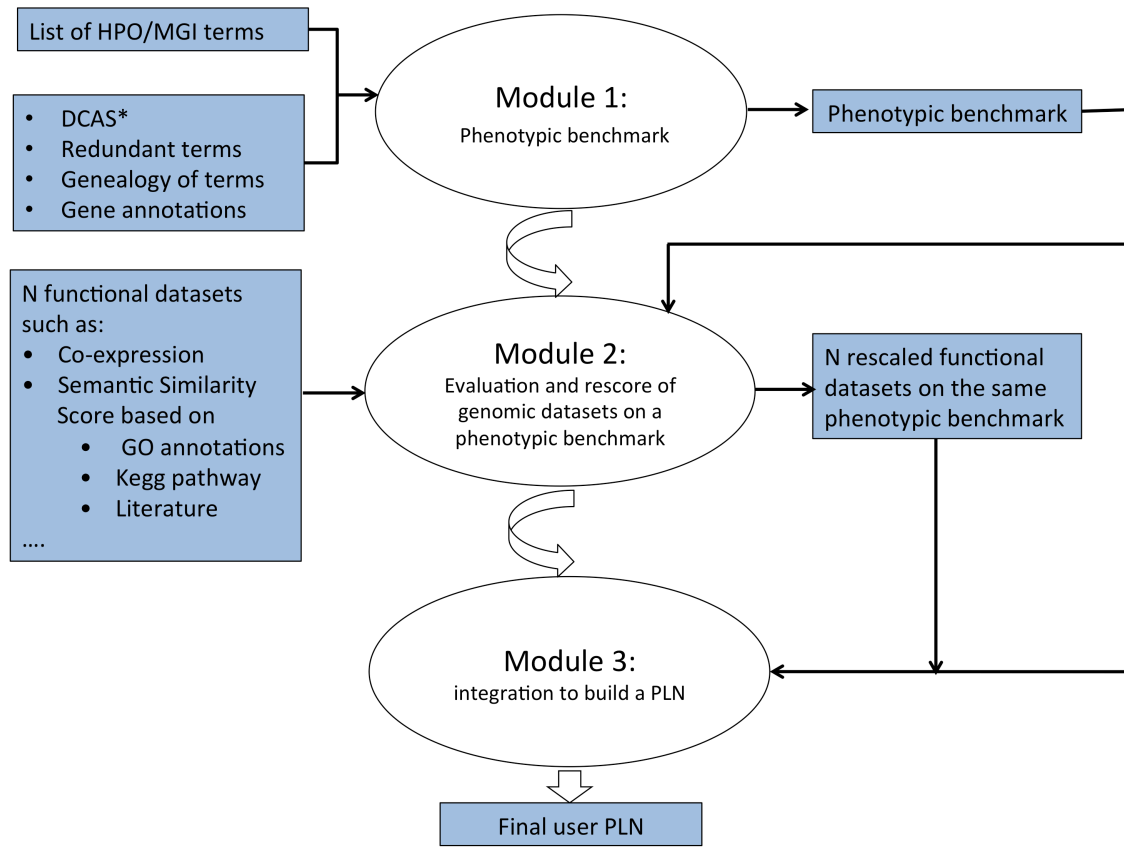 List of HPO/MGI terms
• DCAS*
• Redundant terms
• Genealogy of terms
• Gene annotations
Module 1:
Phenotypic benchmark
Phenotypic benchmark
N functional datasets
such as:
• Co-expression
• Semantic Similarity
Score based on
• GO annotations
• Kegg pathway
• Literature
....
Module 2:
Evaluation and rescore of
genomic datasets on a
phenotypic benchmark
N rescaled functional
datasets on the same
phenotypic benchmark
Module 3:
integration to build a PLN
Final user PLN